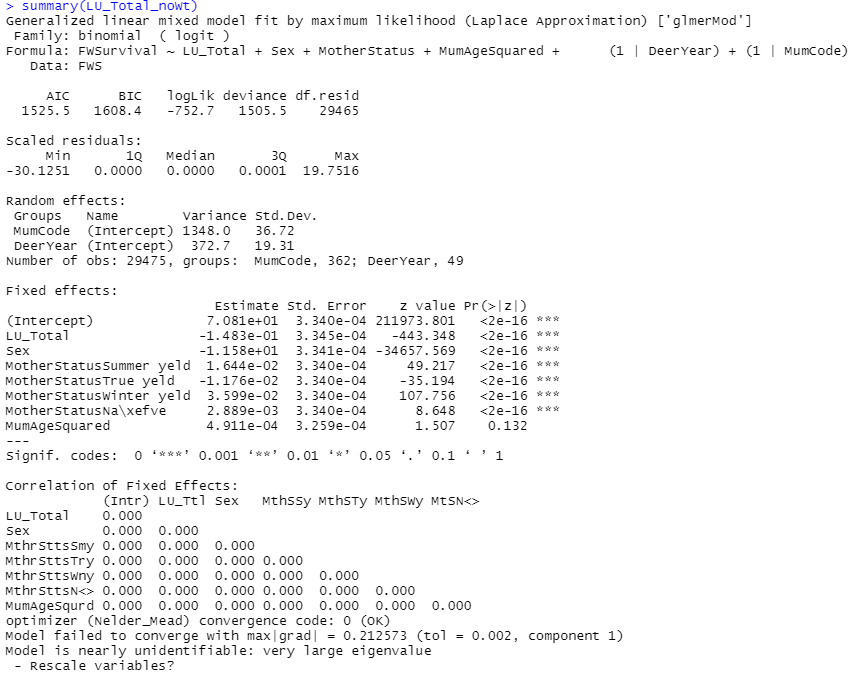 > summary(LU_Total_noWt)
Generalized linear mixed model fit by maximum likelihood (Laplace Approximation) ['glmerMod']
 Family: binomial  ( logit )
Formula: FWSurvival ~ LU_Total + Sex + MotherStatus + MumAgeSquared +      (1 | DeerYear) + (1 | MumCode)
   Data: FWS

     AIC      BIC   logLik deviance df.resid
  1525.5   1608.4   -752.7   1505.5    29465

Scaled residuals:
     Min       1Q   Median       3Q      Max
-30.1251   0.0000   0.0000   0.0001  19.7516

Random effects:
 Groups   Name        Variance Std.Dev.
 MumCode  (Intercept) 1348.0   36.72
 DeerYear (Intercept)  372.7   19.31
Number of obs: 29475, groups:  MumCode, 362; DeerYear, 49

Fixed effects:
                           Estimate Std. Error    z value Pr(>|z|)
(Intercept)               7.081e+01  3.340e-04 211973.801   <2e-16 ***
LU_Total                 -1.483e-01  3.345e-04   -443.348   <2e-16 ***
Sex                      -1.158e+01  3.341e-04 -34657.569   <2e-16 ***
MotherStatusSummer yeld   1.644e-02  3.340e-04     49.217   <2e-16 ***
MotherStatusTrue yeld    -1.176e-02  3.340e-04    -35.194   <2e-16 ***
MotherStatusWinter yeld   3.599e-02  3.340e-04    107.756   <2e-16 ***
MotherStatusNa\xefve      2.889e-03  3.340e-04      8.648   <2e-16 ***
MumAgeSquared             4.911e-04  3.259e-04      1.507    0.132
---
Signif. codes:  0 ‘***’ 0.001 ‘**’ 0.01 ‘*’ 0.05 ‘.’ 0.1 ‘ ’ 1

Correlation of Fixed Effects:
            (Intr) LU_Ttl Sex   MthSSy MthSTy MthSWy MtSN<>
LU_Total    0.000
Sex         0.000  0.000
MthrSttsSmy 0.000  0.000  0.000
MthrSttsTry 0.000  0.000  0.000 0.000
MthrSttsWny 0.000  0.000  0.000 0.000  0.000
MthrSttsN<> 0.000  0.000  0.000 0.000  0.000  0.000
MumAgeSqurd 0.000  0.000  0.000 0.000  0.000  0.000  0.000
optimizer (Nelder_Mead) convergence code: 0 (OK)
Model failed to converge with max|grad| = 0.212573 (tol = 0.002, component 1)
Model is nearly unidentifiable: very large eigenvalue
 - Rescale variables?